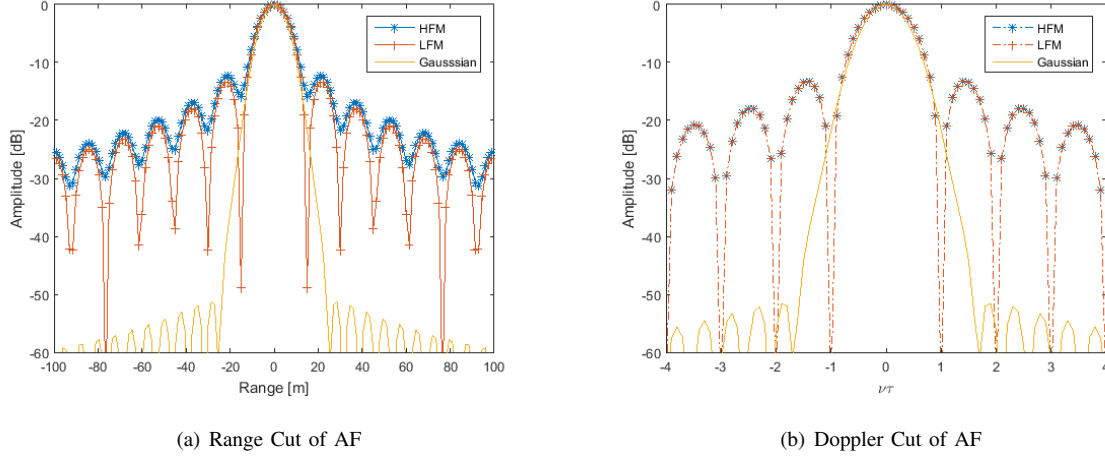 0
-10
-20
-30
-40
-50
-60
Amplitude [dB]
-100 -80 -60 -40 -20 0 20 40 60 80 100
Range [m]
HFM
LFM
Gausssian
(a) Range Cut of AF
0
-10
-20
-30
-40
-50
-60
Amplitude [dB]
-4 -3 -2 -1 0 1 2 3 4
ντ
HFM
LFM
Gaussian
(b) Doppler Cut of AF